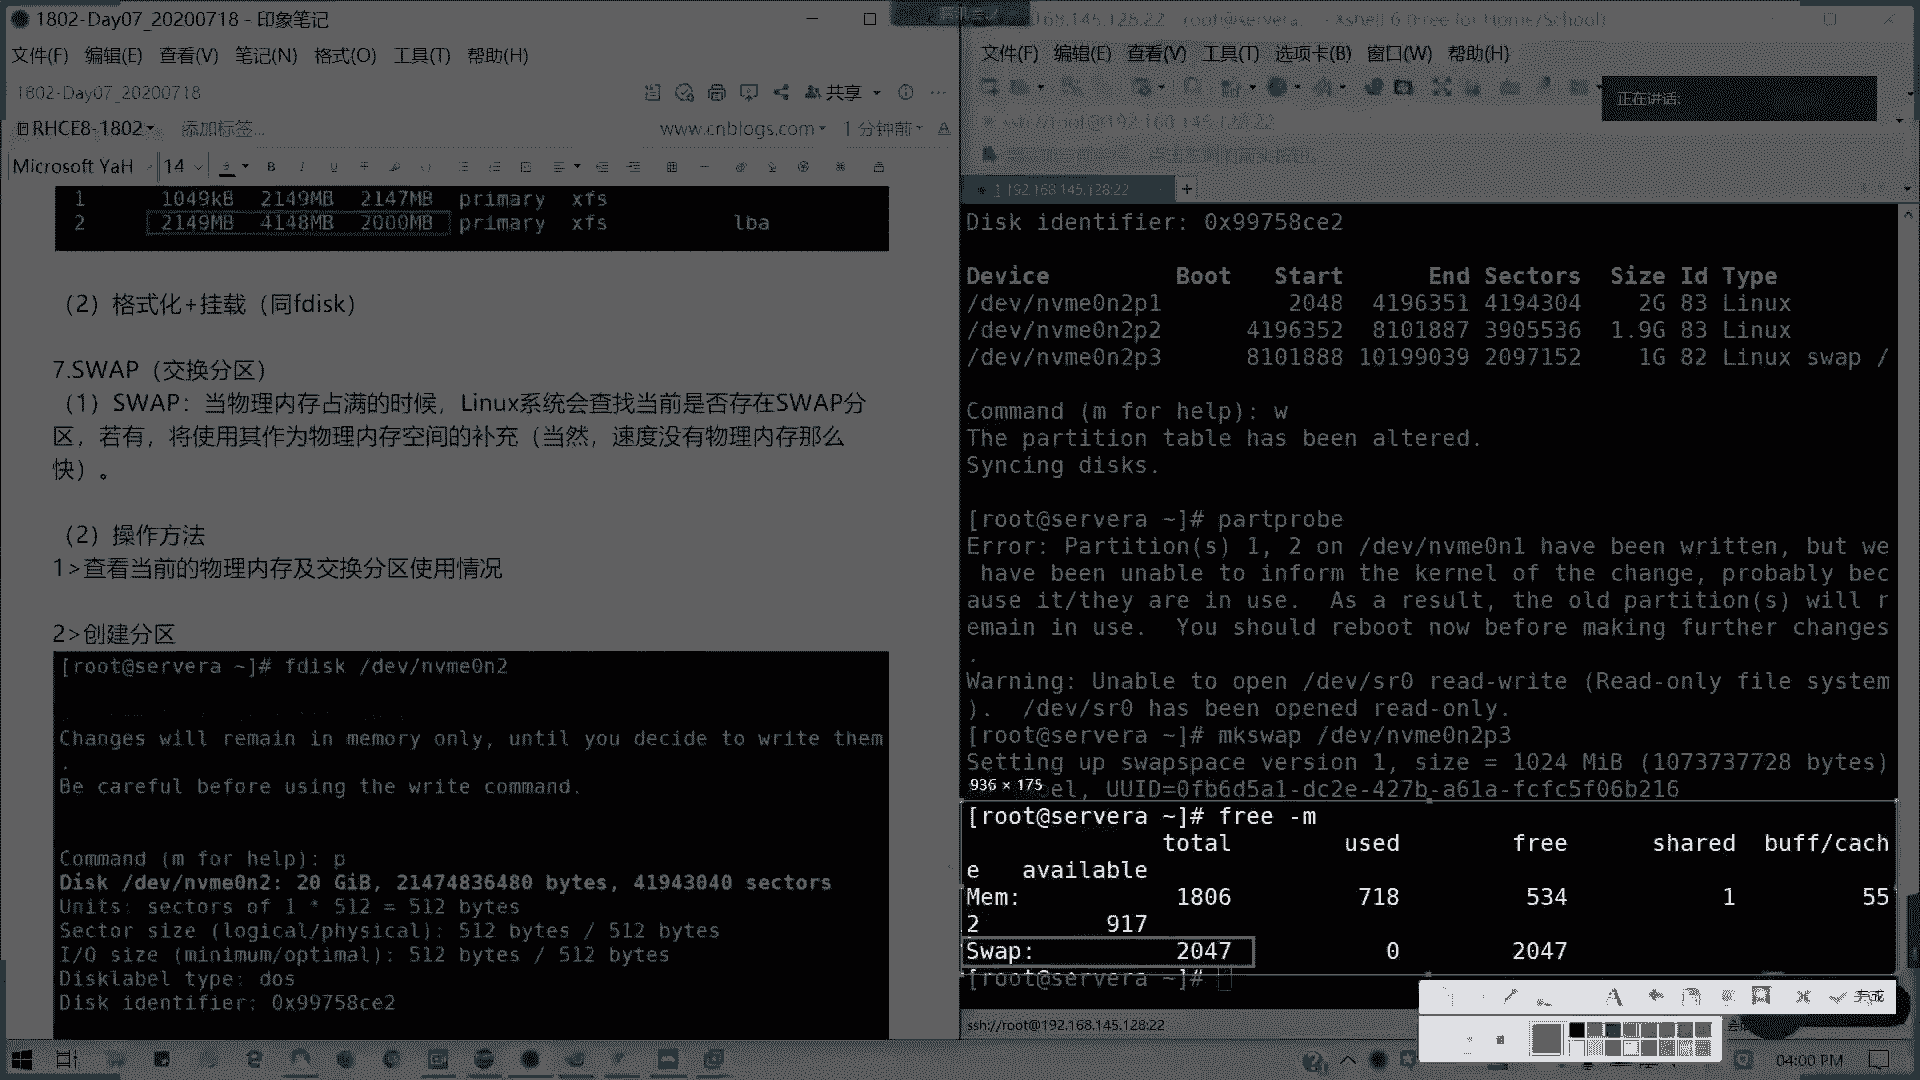 1802-Day07_20200718 - 印象笔记
文件(F) 编辑(E) 查看(V) 笔记(N) 格式(O) 工具(T) 帮助(H)
1802-Day07_20200718
共享
RHCE8-1802 添加标签...
www.cnblogs.com 1 分钟前
Microsoft YaH 14
1 1049kB 2149MB 2147MB primary xfs
2 2149MB 4148MB 2000MB primary xfs lba
（2）格式化+挂载（同fdisk）
7.SWAP（交换分区）
（1）SWAP：当物理内存占满的时候，Linux系统会查找当前是否存在SWAP分
区，若有，将使用其作为物理内存空间的补充（当然，速度没有物理内存那么
快）。
（2）操作方法
1>查看当前的物理内存及交换分区使用情况
2>创建分区
[root@servera ~]# fdisk /dev/nvme0n2
Changes will remain in memory only, until you decide to write them
.
Be careful before using the write command.
Command (m for help): p
Disk /dev/nvme0n2: 20 GiB, 21474836480 bytes, 41943040 sectors
Units: sectors of 1 * 512 = 512 bytes
Sector size (logical/physical): 512 bytes / 512 bytes
I/O size (minimum/optimal): 512 bytes / 512 bytes
Disklabel type: dos
Disk identifier: 0x99758ce2
文件(F) 编辑(E) 查看(V) 工具(T) 选项卡(B) 窗口(W) 帮助(H)
正在讲话:
ssh://root@192.168.145.128:22
1 192.168.145.128:22
Disk identifier: 0x99758ce2
Device Boot Start End Sectors Size Id Type
/dev/nvme0n2p1 2048 4196351 4194304 2G 83 Linux
/dev/nvme0n2p2 4196352 8101887 3905536 1.9G 83 Linux
/dev/nvme0n2p3 8101888 10199039 2097152 1G 82 Linux swap /
Command (m for help): w
The partition table has been altered.
Syncing disks.
[root@servera ~]# partprobe
Error: Partition(s) 1, 2 on /dev/nvme0n1 have been written, but we
have been unable to inform the kernel of the change, probably bec
ause it/they are in use.  As a result, the old partition(s) will r
emain in use.  You should reboot now before making further changes
.
Warning: Unable to open /dev/sr0 read-write (Read-only file system
).  /dev/sr0 has been opened read-only.
[root@servera ~]# mkswap /dev/nvme0n2p3
Setting up swapspace version 1, size = 1024 MiB (1073737728 bytes)
936 × 175
el, UUID=0fb6d5a1-dc2e-427b-a61a-fcfc5f06b216
[root@servera ~]# free -m
total used free shared buff/cach
e available
Mem: 1806 718 534 1 55
2 917
Swap: 2047 0 2047
[root@servera ~]#
完成
ssh://root@192.168.145.128:22
04:00 PM